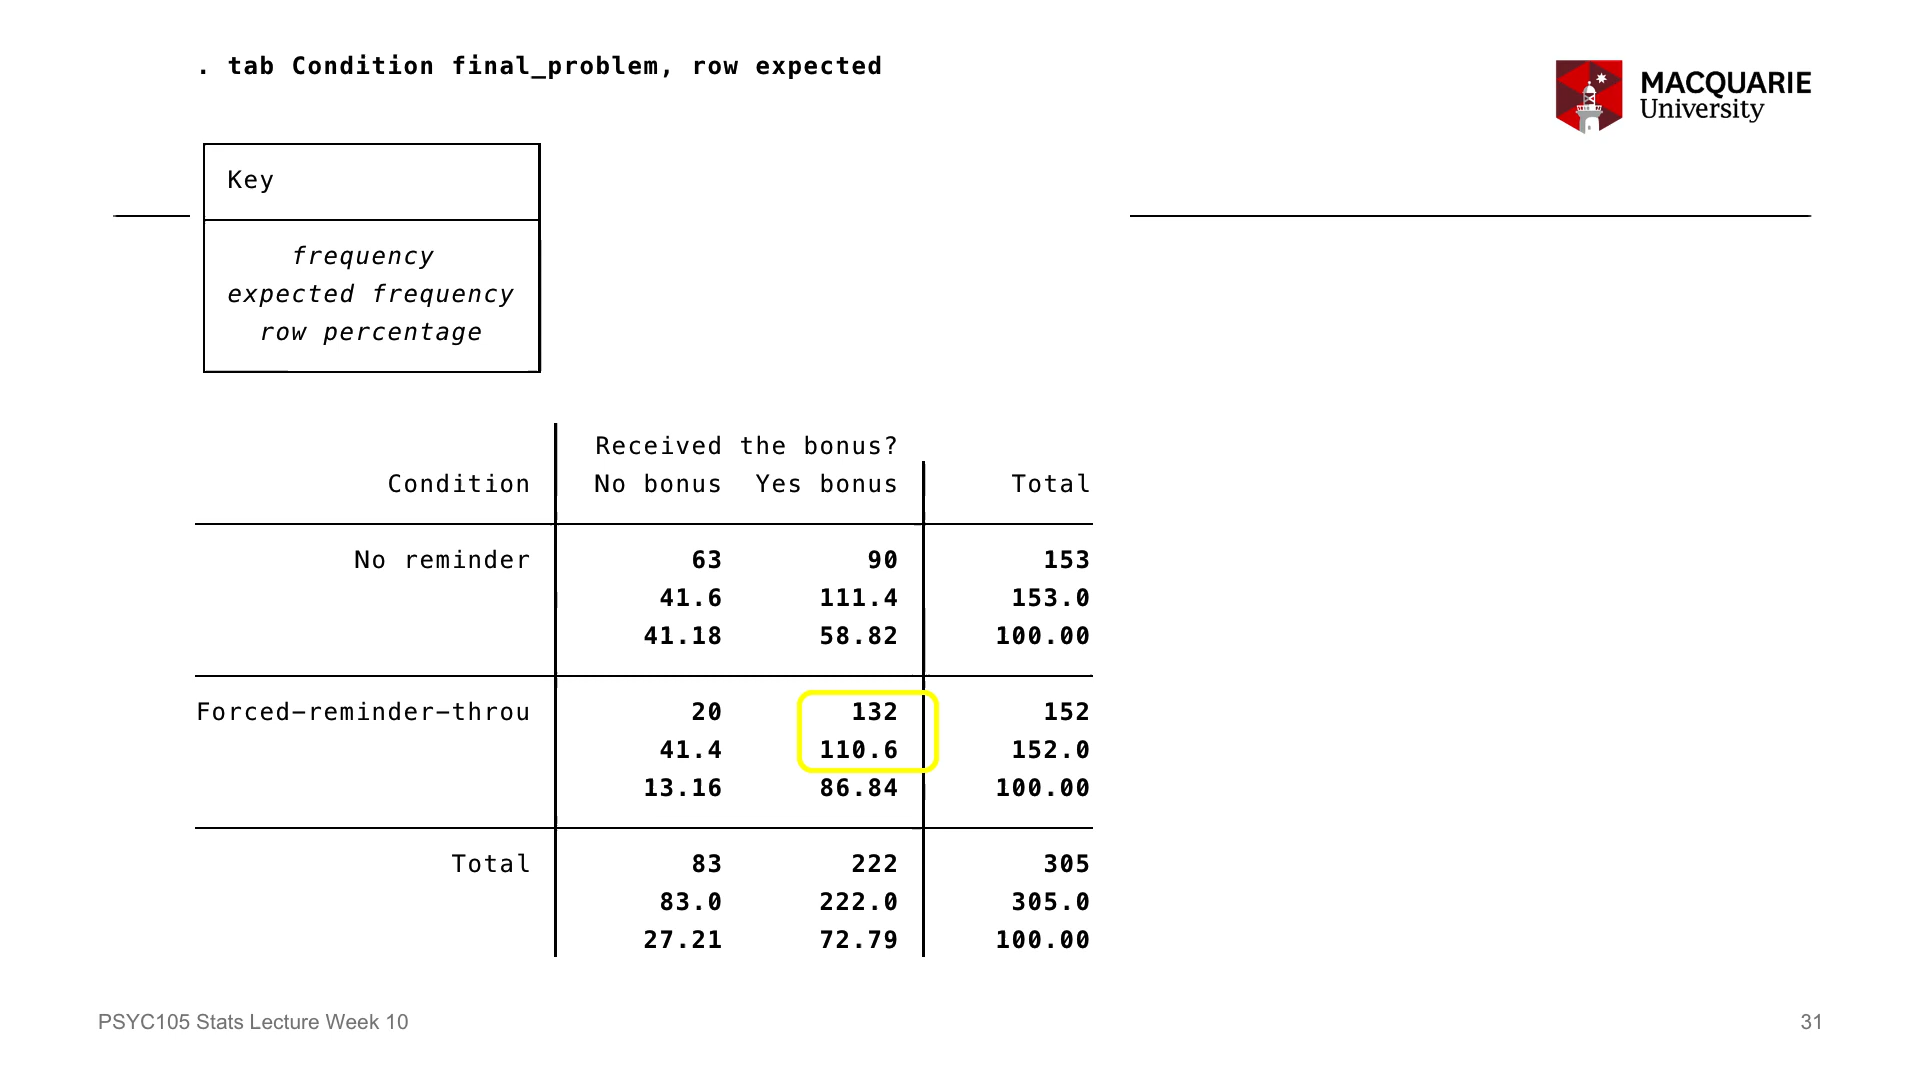 . tab Condition final_problem, row expected
MACQUARIE
University
Key
frequency
expected frequency
row percentage
Received the bonus?
Condition No bonus Yes bonus Total
No reminder 63 90 153
41.6 111.4 153.0
41.18 58.82 100.00
Forced-reminder-throu 20 132 152
41.4 110.6 152.0
13.16 86.84 100.00
Total 83 222 305
83.0 222.0 305.0
27.21 72.79 100.00
PSYC105 Stats Lecture Week 10
31